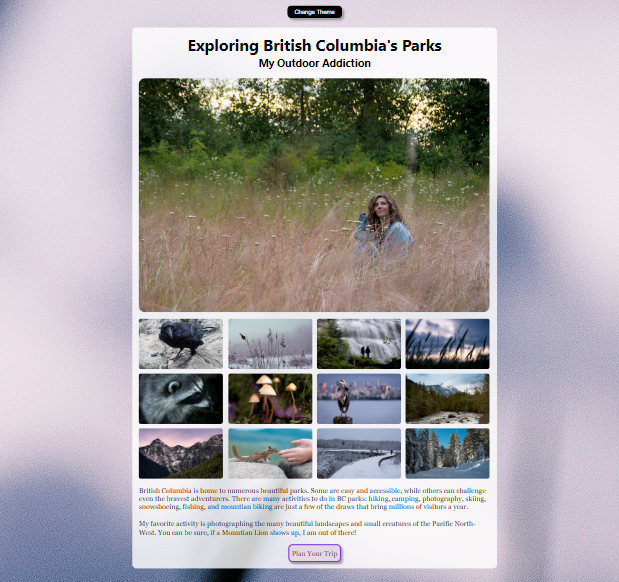 Change Theme
Exploring British Columbia's Parks
My Outdoor Addiction
British Columbia is home to numerous beautiful parks. Some are easy and accessible, while others can challenge
even the bravest adventurers. There are many activities to do in BC parks: hiking, camping, photography, skiing,
snowshoeing, fishing, and mountian biking are just a few of the draws that bring millions of visitors a year.
My favorite activity is photographing the many beautiful landscapes and small creatures of the Pacific North-
West. You can be sure, if a Mountian Lion shows up, I am out of there!
Plan Your Trip